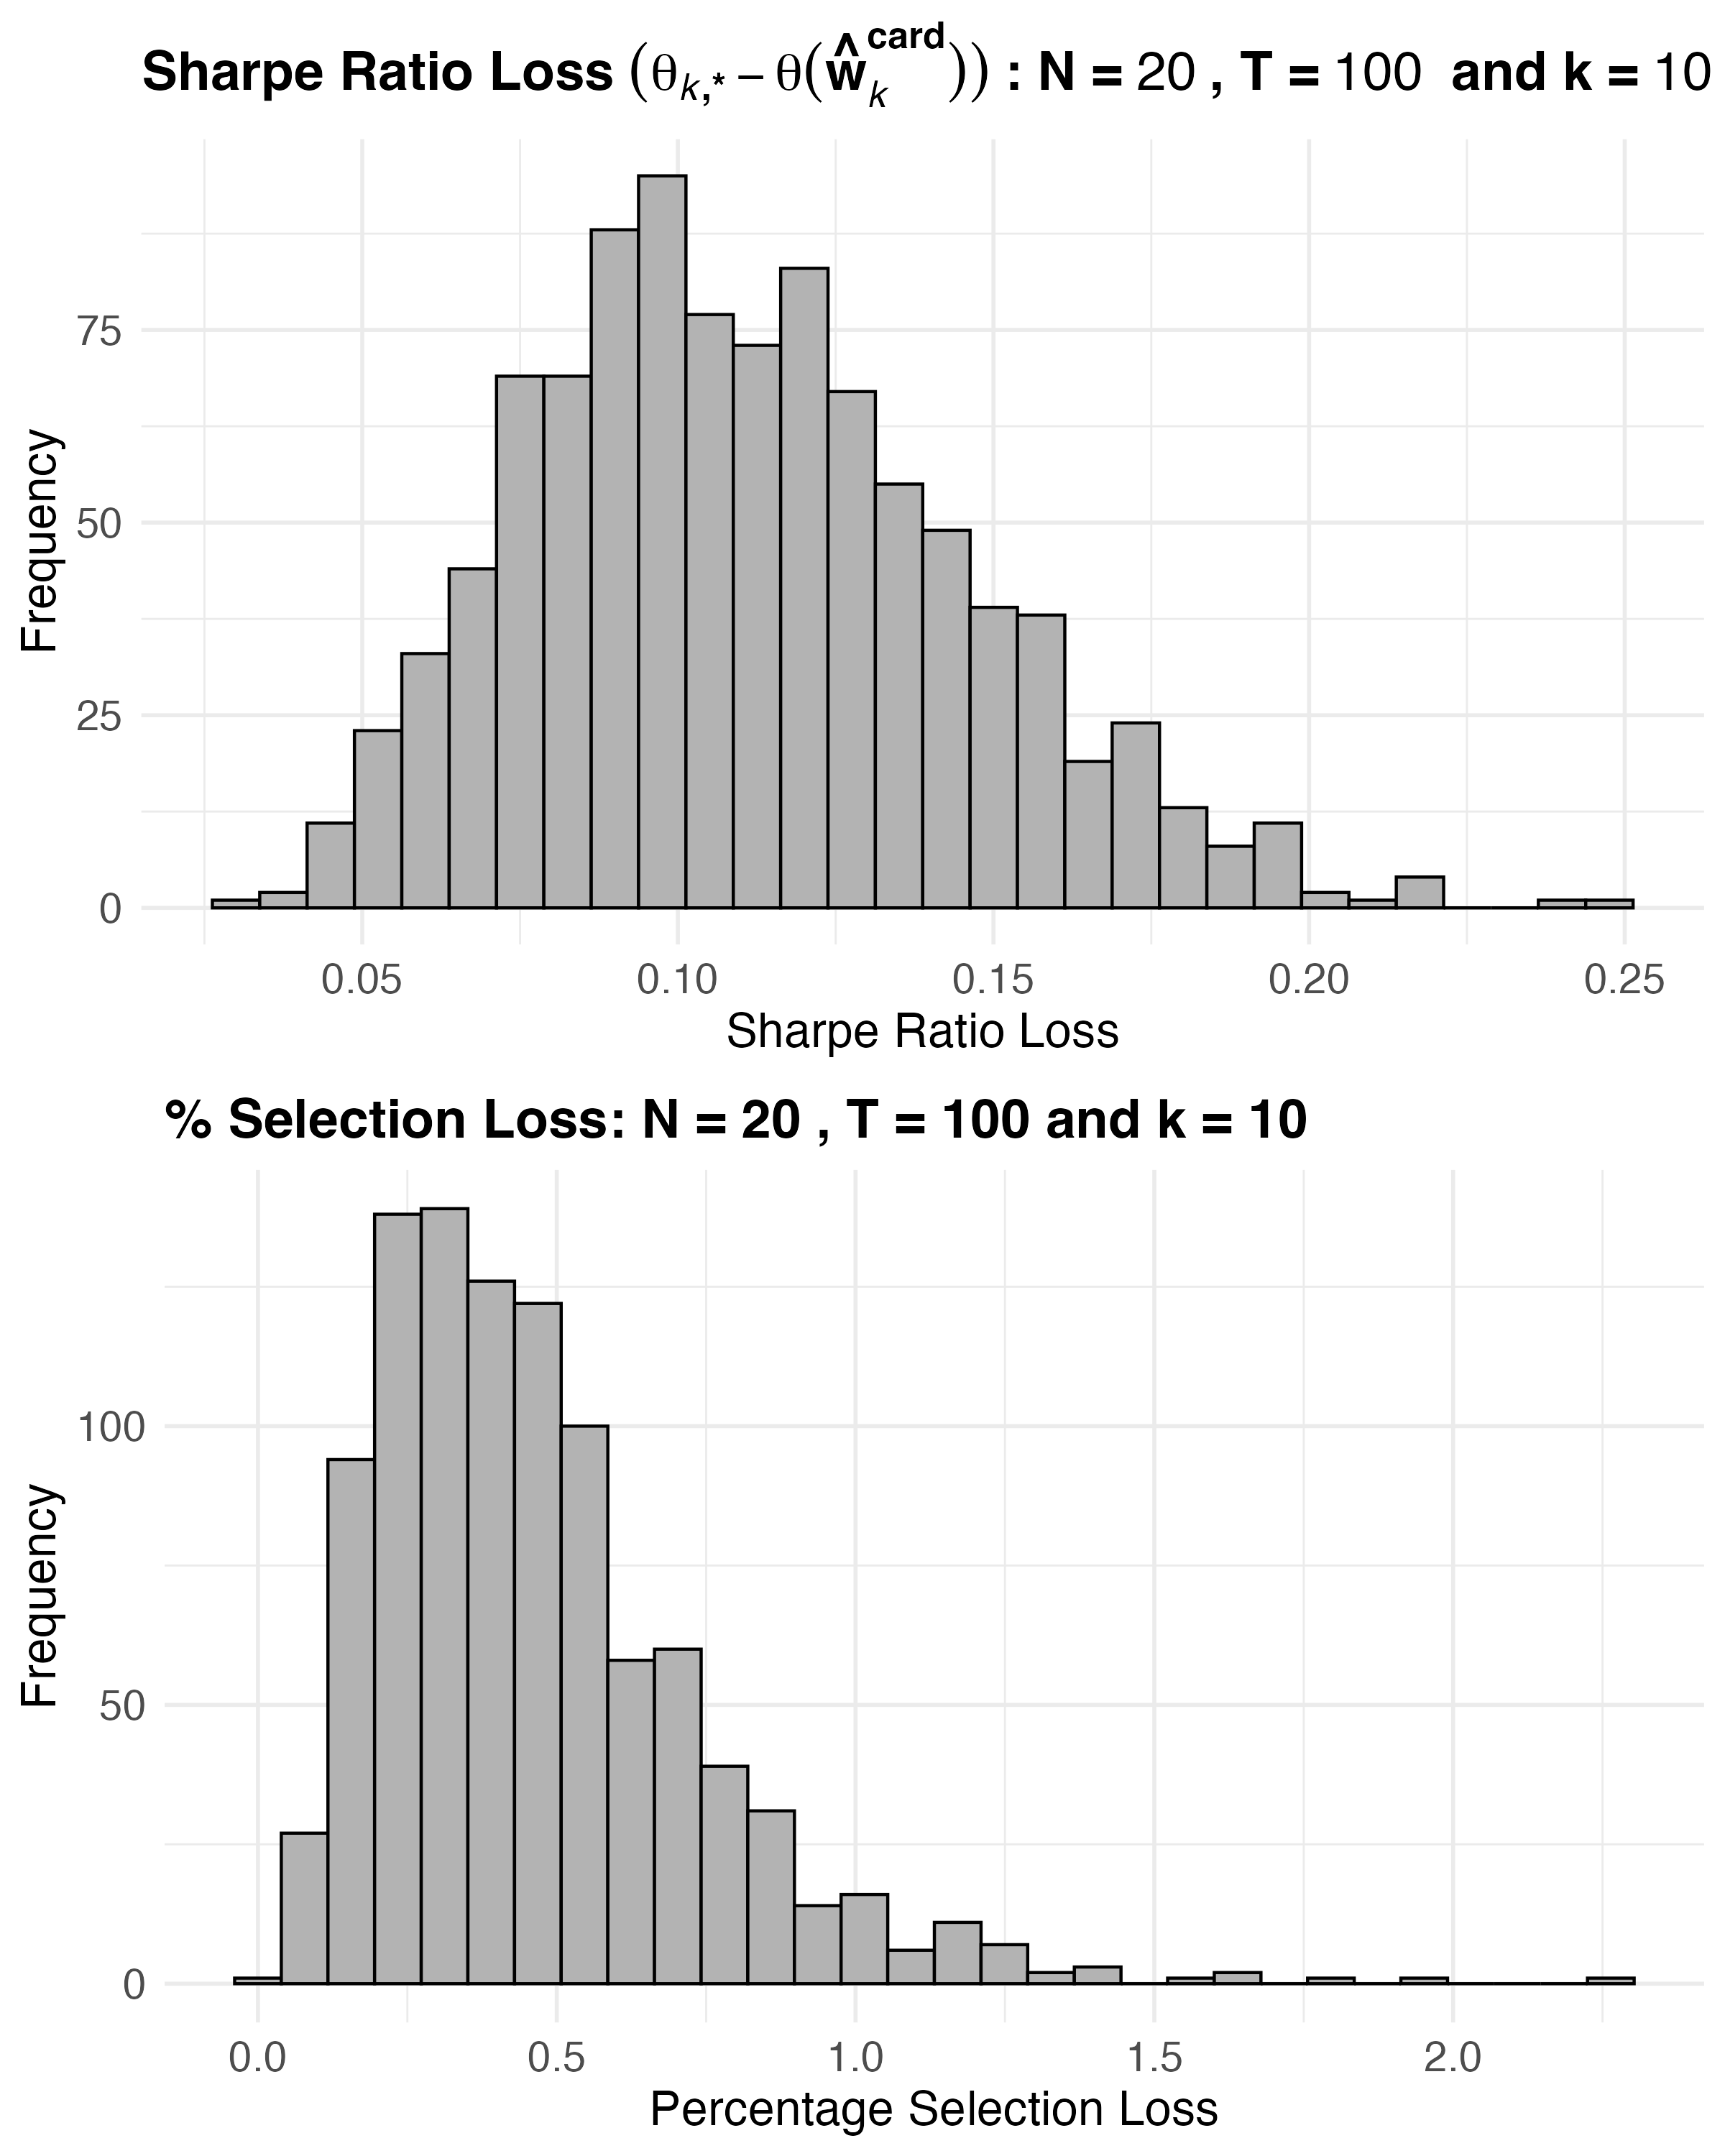 Sharpe Ratio Loss (θk,* − θ(ŵk^card)) : N = 20 , T = 100 and k = 10
Frequency
75
50
25
0
0.05 0.10 0.15 0.20 0.25
Sharpe Ratio Loss
% Selection Loss: N = 20 , T = 100 and k = 10
Frequency
100
50
0
0.0 0.5 1.0 1.5 2.0
Percentage Selection Loss